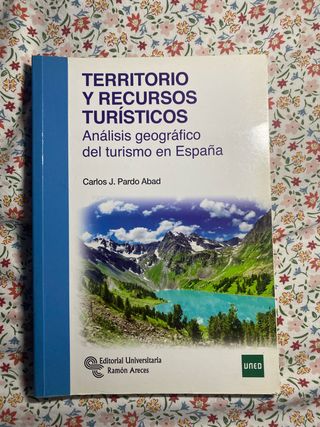 TERRITORIO
Y RECURSOS
TURÍSTICOS
Análisis geográfico
del turismo en España
Carlos J. Pardo Abad
Editorial Universitaria
Ramón Areces
UNED